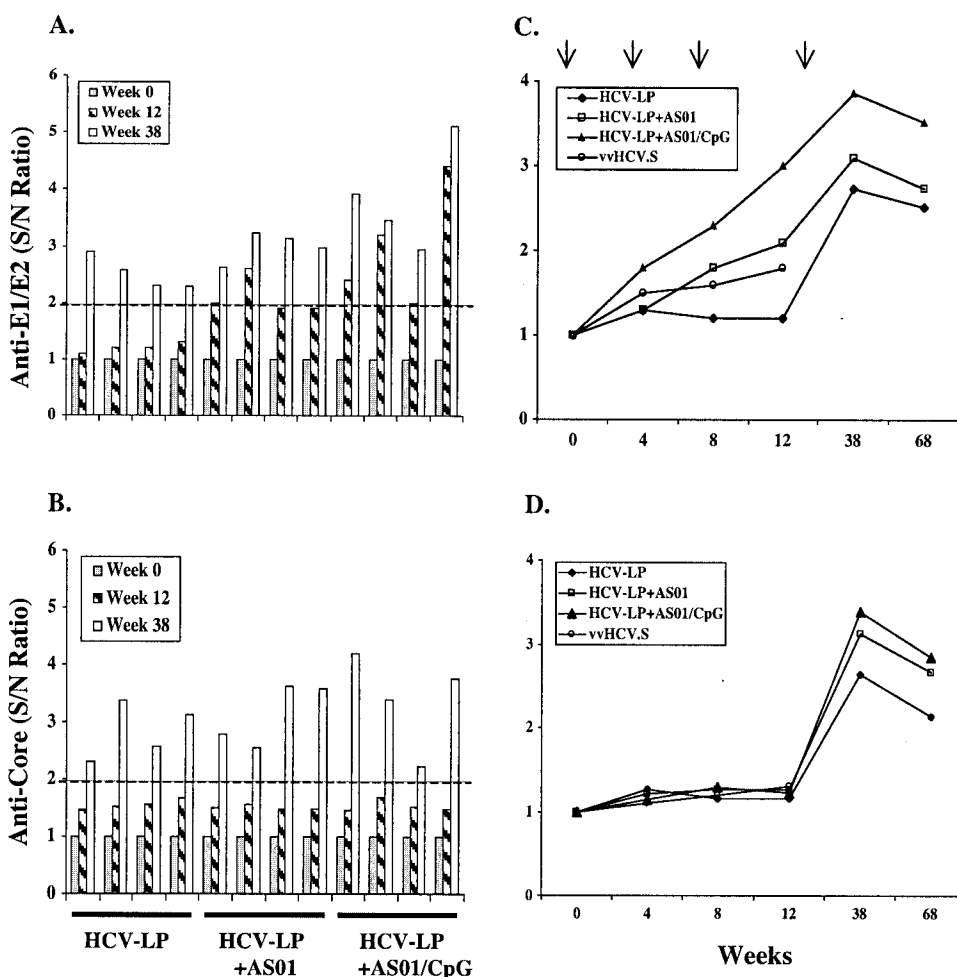 A.
Anti-E1/E2 (S/N Ratio)
6
5
4
3
2
1
0
Week 0
Week 12
Week 38
B.
Anti-Core (S/N Ratio)
6
5
4
3
2
1
0
Week 0
Week 12
Week 38
HCV-LP
HCV-LP
+AS01
HCV-LP
+AS01/CpG
C.
4
3
2
1
0
HCV-LP
HCV-LP+AS01
HCV-LP+AS01/CpG
vvHCV.S
0 4 8 12 38 68
D.
4
3
2
1
0
HCV-LP
HCV-LP+AS01
HCV-LP+AS01/CpG
vvHCV.S
0 4 8 12 38 68
Weeks